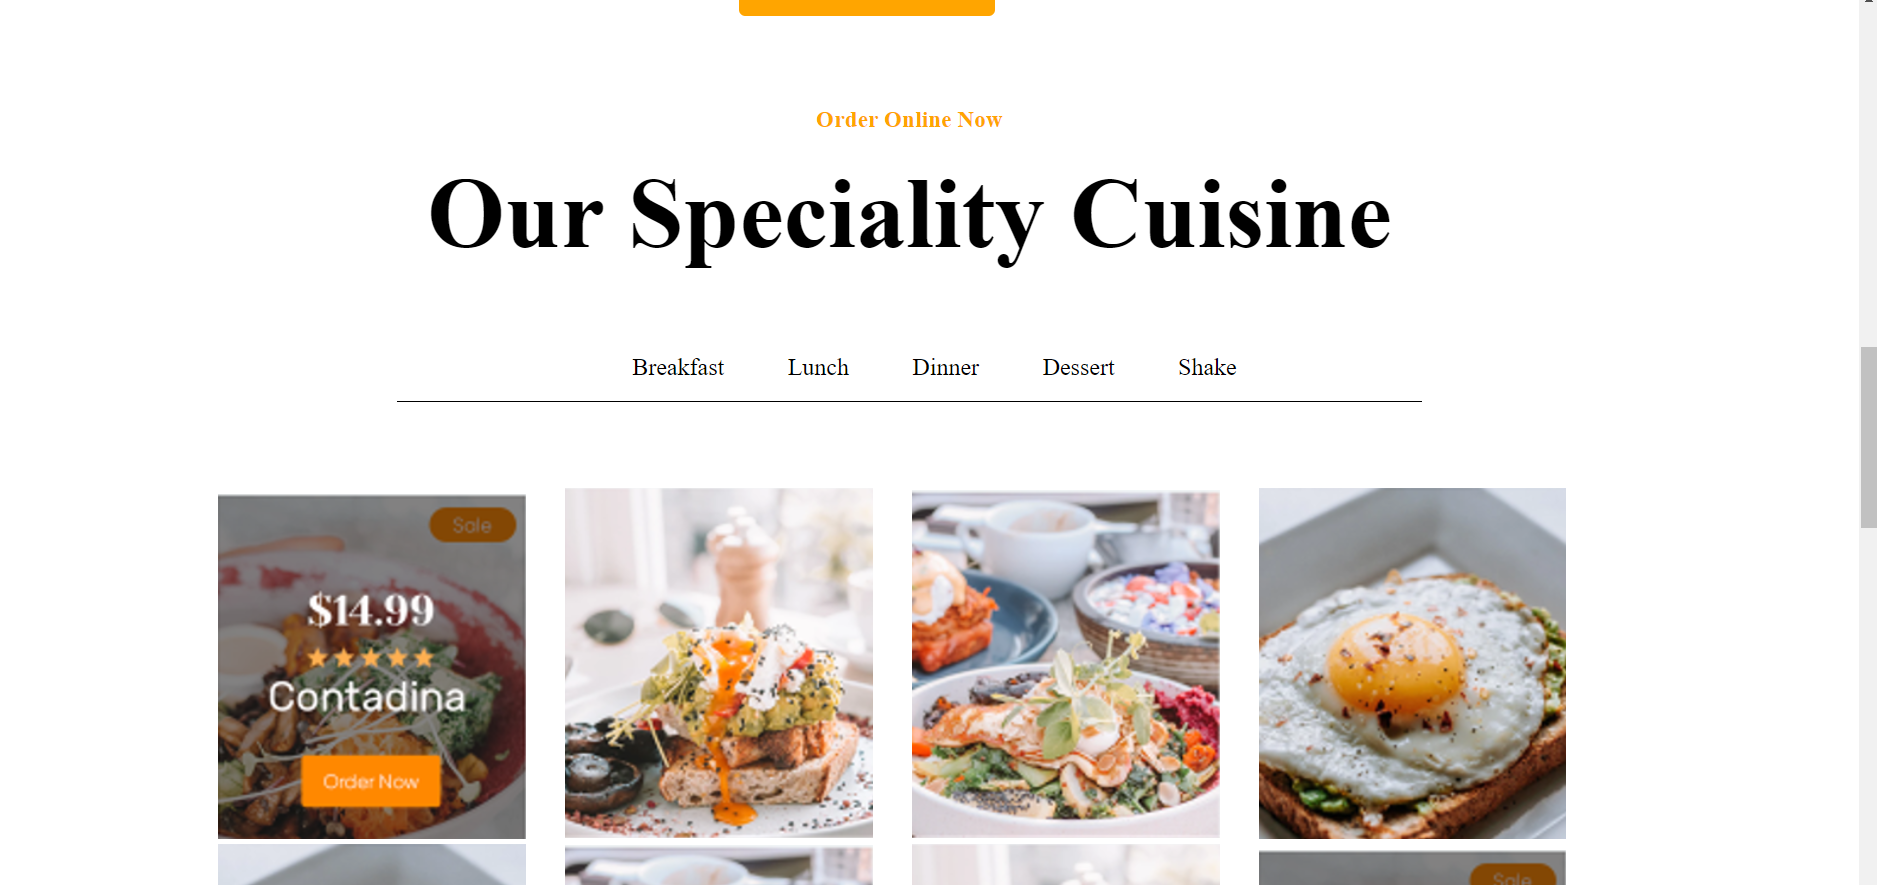 Order Online Now
Our Speciality Cuisine
Breakfast Lunch Dinner Dessert Shake
Sale
$14.99
Contadina
Order Now
Sale